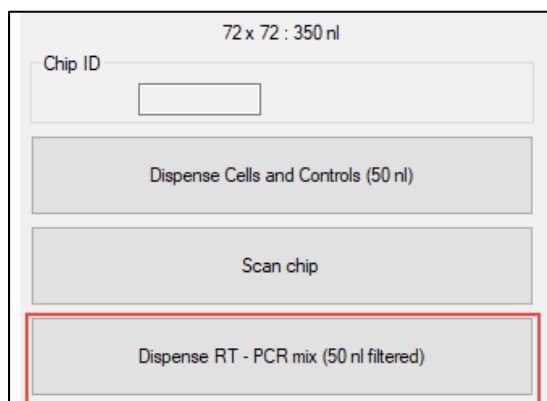 72 x 72 : 350 nl
Chip ID
Dispense Cells and Controls (50 nl)
Scan chip
Dispense RT - PCR mix (50 nl filtered)